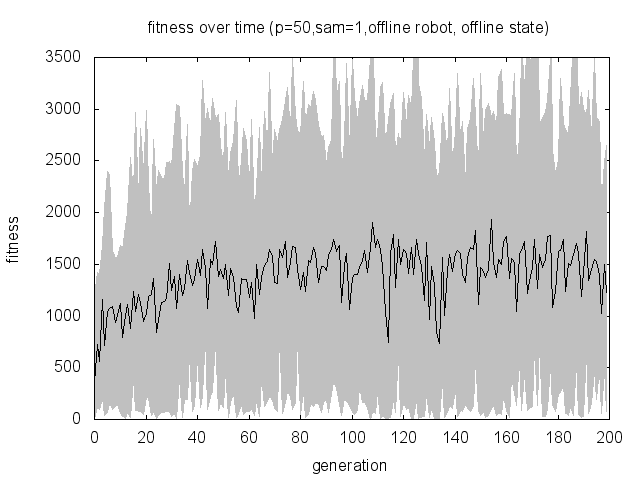 fitness over time (p=50,sam=1,offline robot, offline state)
3500
3000
2500
2000
1500
1000
500
0
fitness
0 20 40 60 80 100 120 140 160 180 200
generation